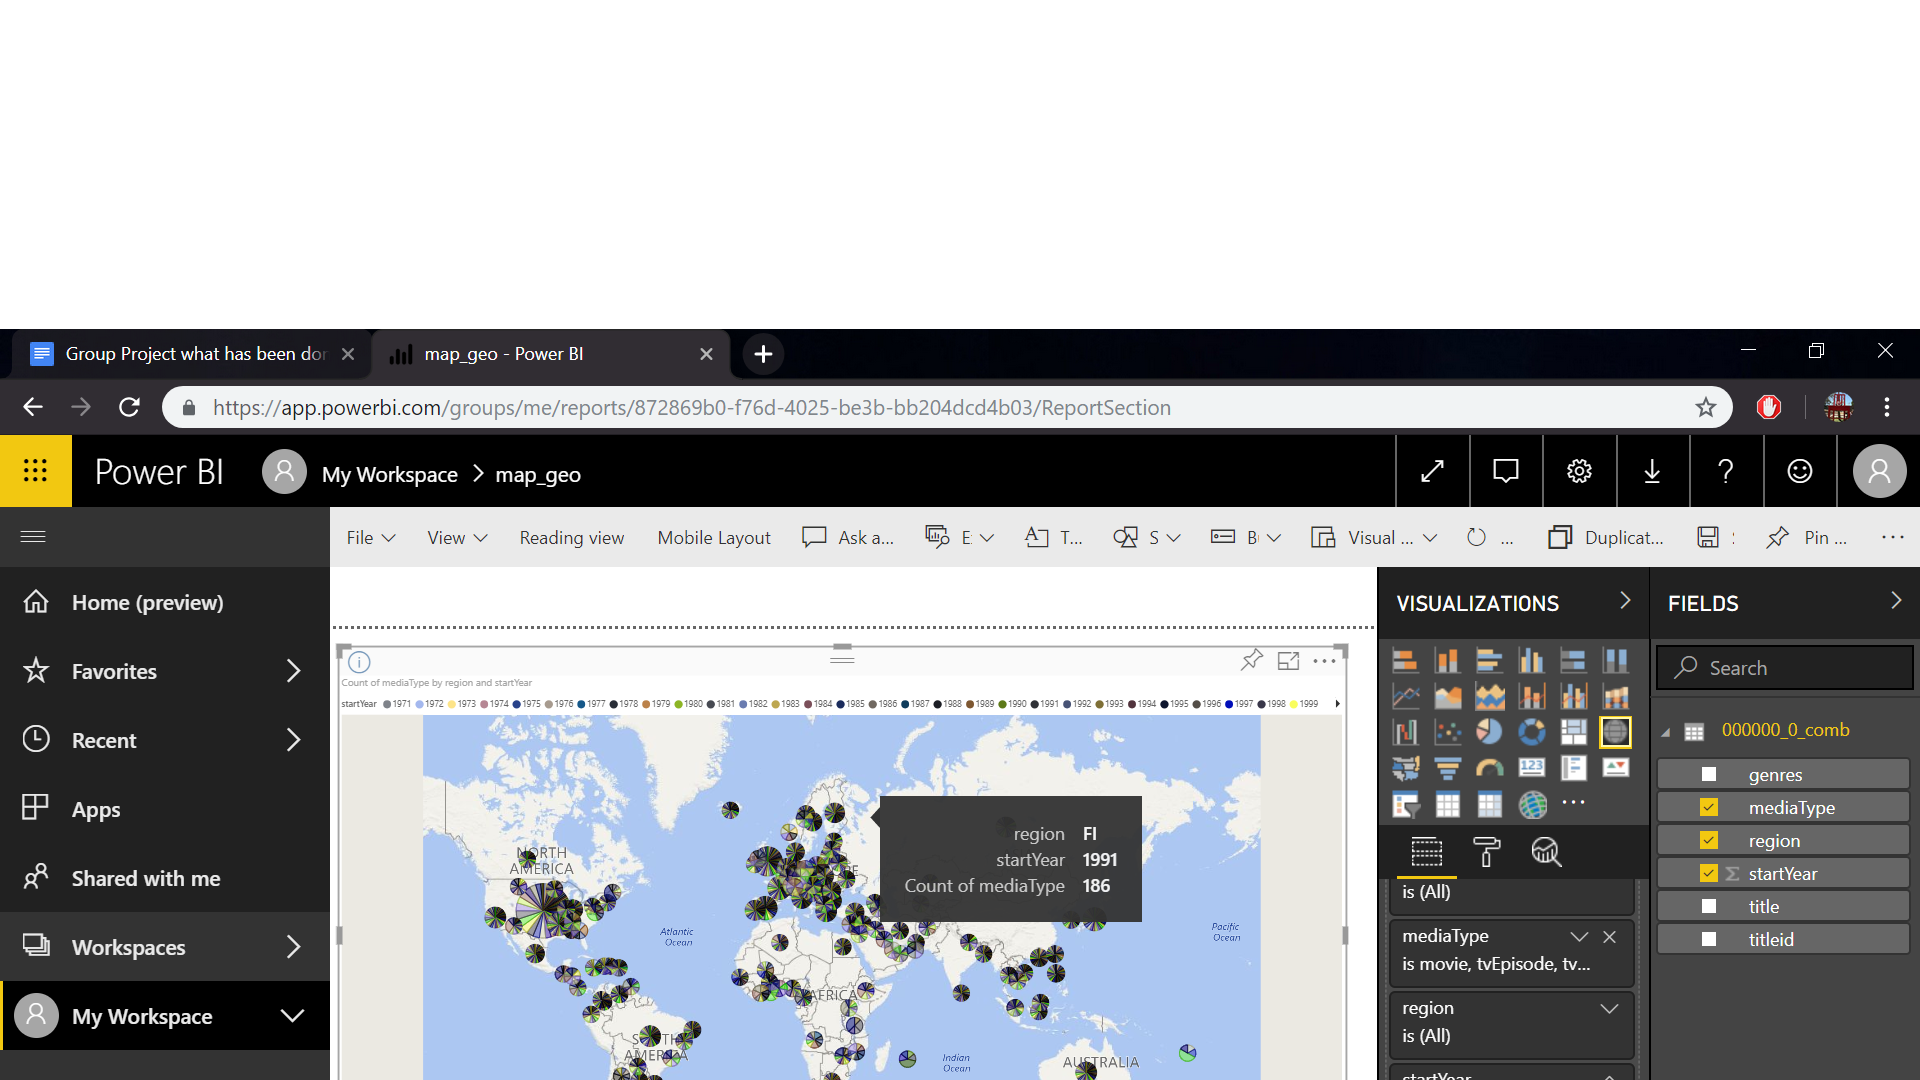 Group Project what has been dor
map_geo - Power BI
https://app.powerbi.com/groups/me/reports/872869b0-f76d-4025-be3b-bb204dcd4b03/ReportSection
Power BI
My Workspace > map_geo
File
View
Reading view
Mobile Layout
Ask a...
T...
S
Visual ...
...
Duplicat...
Pin ...
Home (preview)
Favorites
Recent
Apps
Shared with me
Workspaces
My Workspace
Count of mediaType by region and startYear
startYear 1971 1972 1973 1974 1975 1976 1977 1978 1979 1980 1981 1982 1983 1984 1985 1986 1987 1988 1989 1990 1991 1992 1993 1994 1995 1996 1997 1998 1999
NORTH
AMERICA
Atlantic
Ocean
AFRICA
SOUTH
AMERICA
Indian
Ocean
AUSTRALIA
Pacific
Ocean
region FI
startYear 1991
Count of mediaType 186
VISUALIZATIONS
123
is (All)
mediaType
is movie, tvEpisode, tv...
region
is (All)
startYear
FIELDS
Search
000000_0_comb
genres
mediaType
region
Σ startYear
title
titleid